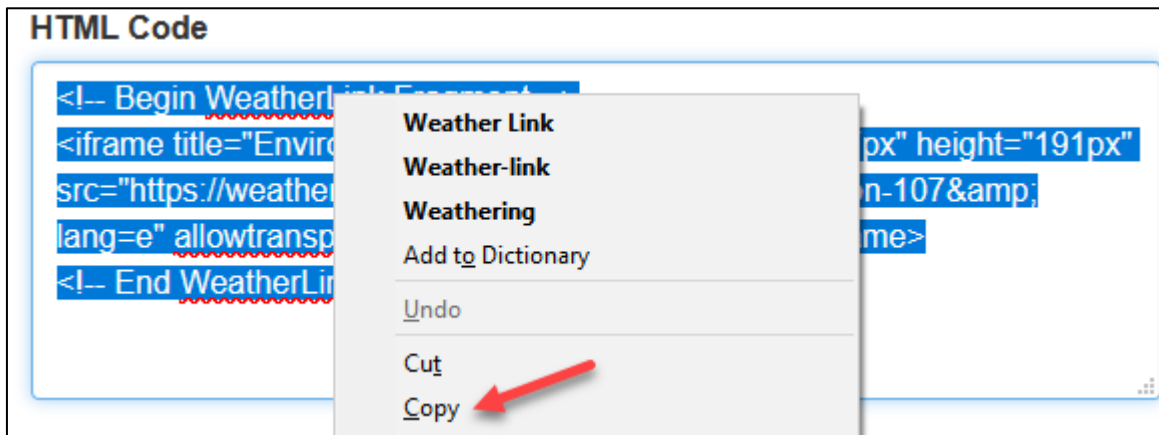 HTML Code
<!-- Begin WeatherLink Fragment
<iframe title="Enviro px" height="191px"
src="https://weather n-107&amp;
lang=e" allowtransp me>
<!-- End WeatherLin
Weather Link
Weather-link
Weathering
Add to Dictionary
Undo
Cut
Copy